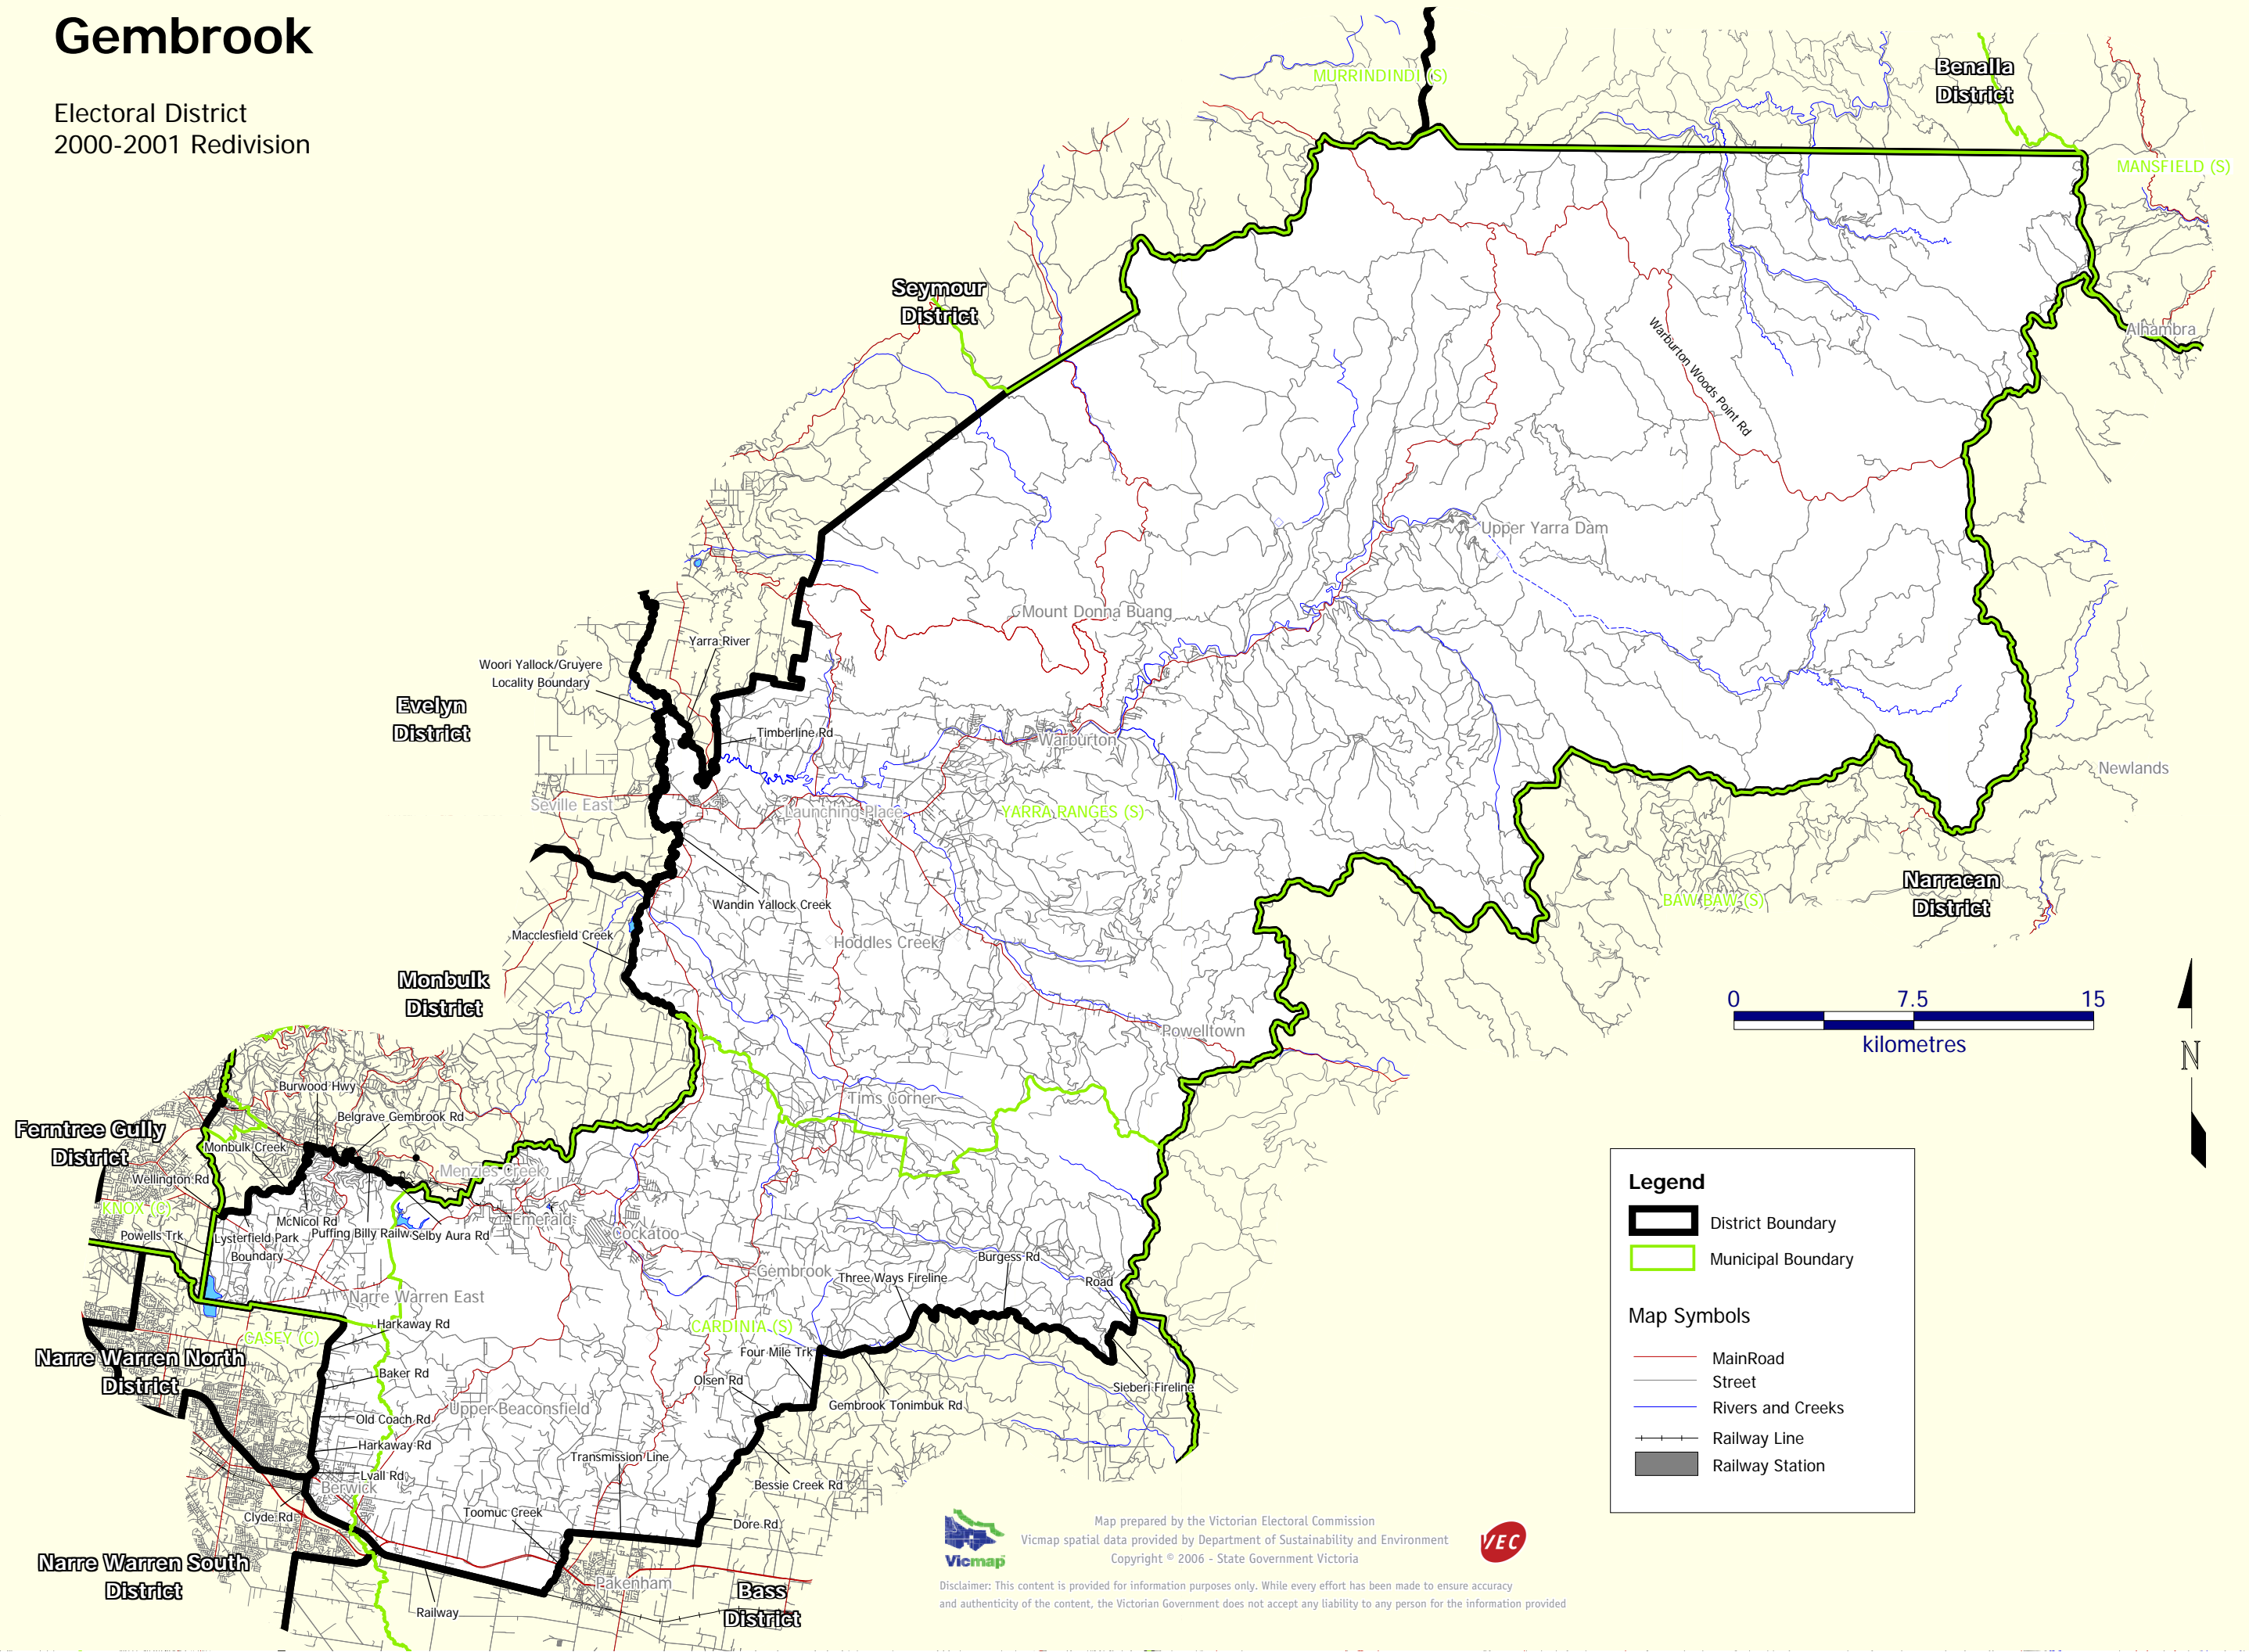 Gembrook
Electoral District
2000-2001 Redivision
MURRINDINDI (S)
Benalla
District
MANSFIELD (S)
Seymour
District
Alhambra
Warburton Woods Point Rd
Upper Yarra Dam
Mount Donna Buang
Yarra River
Woori Yallock/Gruyere
Locality Boundary
Evelyn
District
Timberline Rd
Warburton
Newlands
Seville East
Launching Place
YARRA RANGES (S)
Narracan
District
BAW BAW (S)
Wandin Yallock Creek
Macclesfield Creek
Hoddles Creek
Monbulk
District
0 7.5 15
kilometres
N
Powelltown
Burwood Hwy
Tims Corner
Belgrave Gembrook Rd
Ferntree Gully
District
Monbulk Creek
Menzies Creek
Wellington Rd
KNOX (C)
McNicol Rd
Emerald
Puffing Billy Railw
Selby Aura Rd
Powells Trk
Lysterfield Park
Boundary
Cockatoo
Burgess Rd
Gembrook
Three Ways Fireline
Road
Narre Warren East
Harkaway Rd
CARDINIA (S)
CASEY (C)
Four Mile Trk
Narre Warren North
District
Baker Rd
Olsen Rd
Sieberi Fireline
Gembrook Tonimbuk Rd
Upper Beaconsfield
Old Coach Rd
Harkaway Rd
Transmission Line
Lyall Rd
Berwick
Bessie Creek Rd
Toomuc Creek
Clyde Rd
Dore Rd
Narre Warren South
District
Pakenham
Bass
District
Railway
Legend
District Boundary
Municipal Boundary
Map Symbols
MainRoad
Street
Rivers and Creeks
Railway Line
Railway Station
Vicmap
Map prepared by the Victorian Electoral Commission
Vicmap spatial data provided by Department of Sustainability and Environment
Copyright © 2006 - State Government Victoria
VEC
Disclaimer: This content is provided for information purposes only. While every effort has been made to ensure accuracy
and authenticity of the content, the Victorian Government does not accept any liability to any person for the information provided